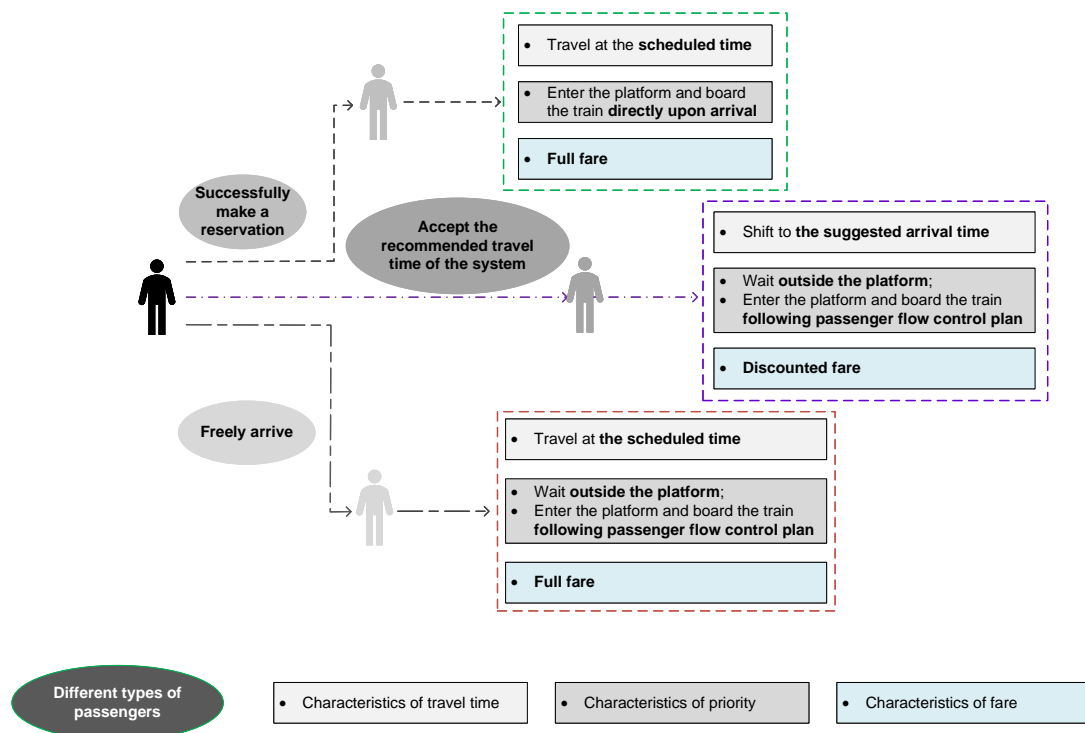 • Travel at the scheduled time
• Enter the platform and board
the train directly upon arrival
• Full fare
Successfully
make a
reservation
Accept the
recommended travel
time of the system
• Shift to the suggested arrival time
• Wait outside the platform;
• Enter the platform and board the train
following passenger flow control plan
• Discounted fare
Freely arrive
• Travel at the scheduled time
• Wait outside the platform;
• Enter the platform and board the train
following passenger flow control plan
• Full fare
Different types of
passengers
• Characteristics of travel time
• Characteristics of priority
• Characteristics of fare